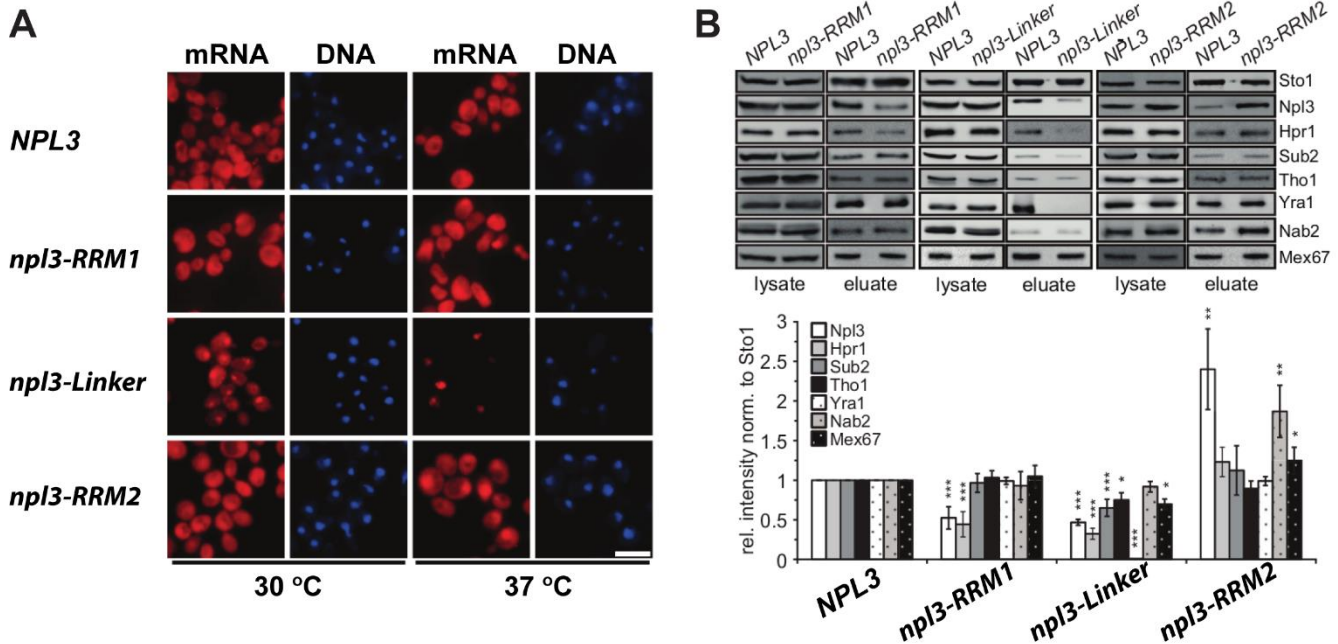 A
mRNA DNA mRNA DNA
NPL3
npl3-RRM1
npl3-Linker
npl3-RRM2
30 °C 37 °C
B
NPL3 npl3-RRM1 NPL3 npl3-RRM1 NPL3 npl3-Linker NPL3 npl3-Linker NPL3 npl3-RRM2 NPL3 npl3-RRM2
Sto1
Npl3
Hpr1
Sub2
Tho1
Yra1
Nab2
Mex67
lysate eluate lysate eluate lysate eluate
rel. intensity norm. to Sto1
3
2.5
2
1.5
1
0.5
0
Npl3
Hpr1
Sub2
Tho1
Yra1
Nab2
Mex67
*** *** *** *** *** * *** * ** ** *
NPL3 npl3-RRM1 npl3-Linker npl3-RRM2